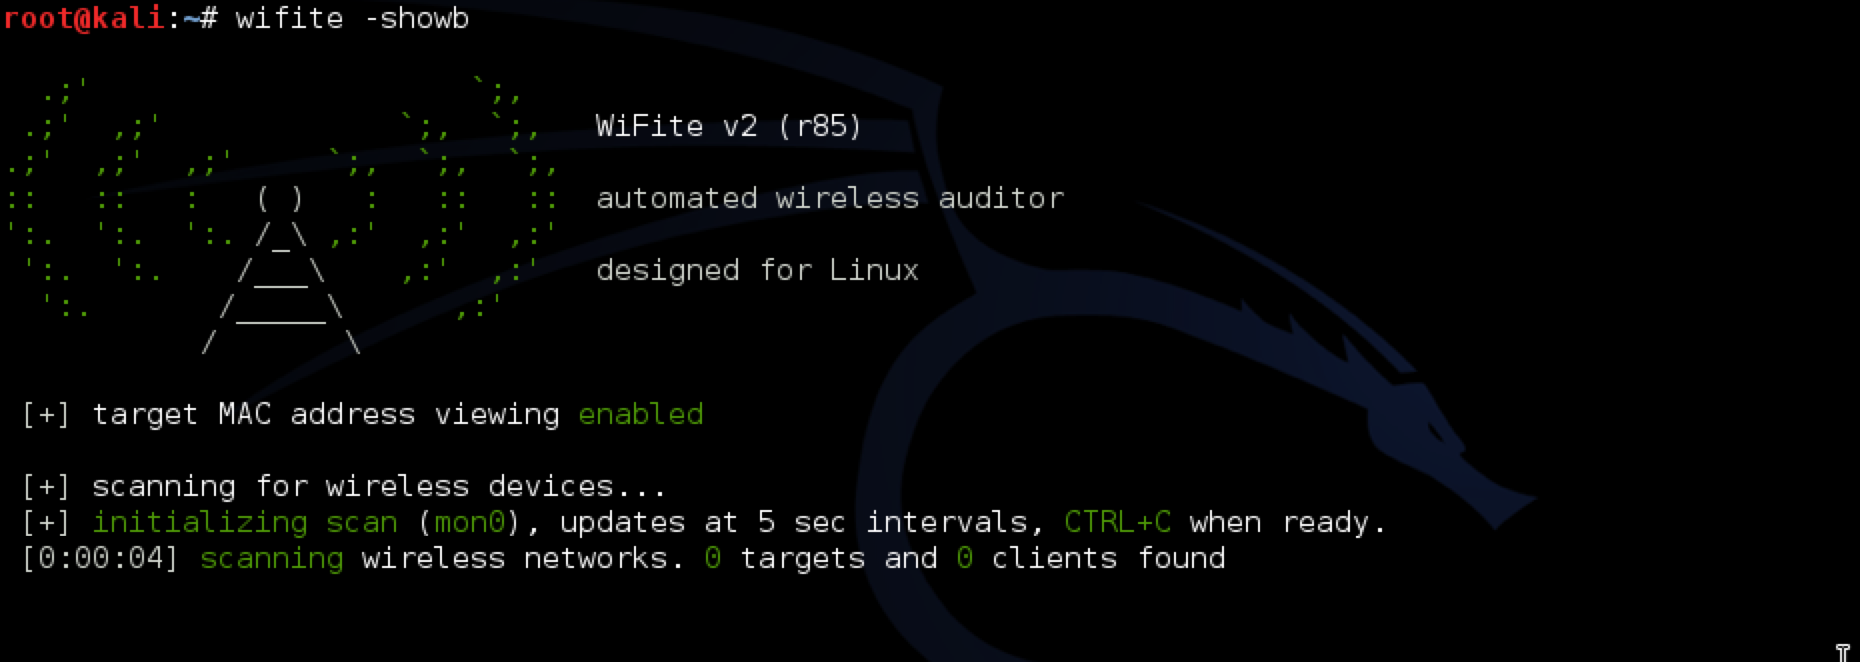 root@kali:~# wifite -showb
WiFite v2 (r85)
automated wireless auditor
designed for Linux
[+] target MAC address viewing enabled
[+] scanning for wireless devices...
[+] initializing scan (mon0), updates at 5 sec intervals, CTRL+C when ready.
[0:00:04] scanning wireless networks. 0 targets and 0 clients found